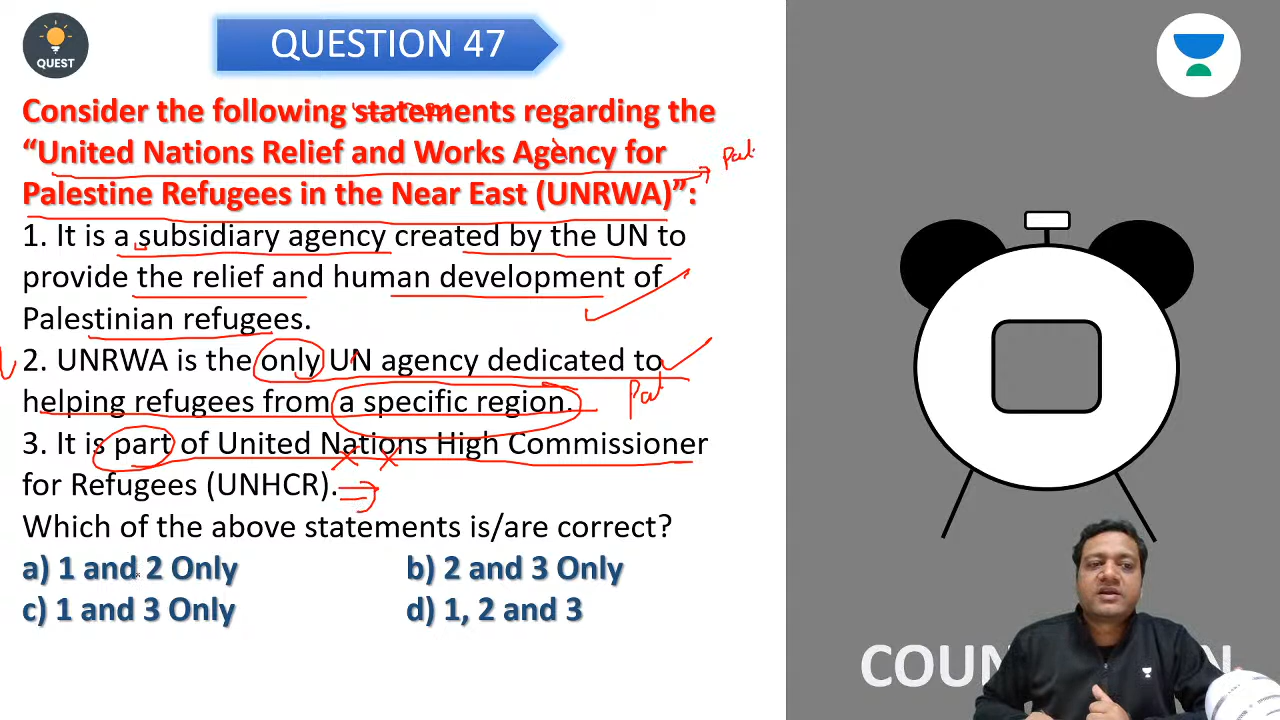 QUEST
QUESTION 47
Consider the following statements regarding the
“United Nations Relief and Works Agency for
Pal.
Palestine Refugees in the Near East (UNRWA)”:
1. It is a subsidiary agency created by the UN to
provide the relief and human development of
Palestinian refugees.
2. UNRWA is the only UN agency dedicated to
helping refugees from a specific region.
Pal
3. It is part of United Nations High Commissioner
for Refugees (UNHCR).
Which of the above statements is/are correct?
a) 1 and 2 Only
b) 2 and 3 Only
c) 1 and 3 Only
d) 1, 2 and 3